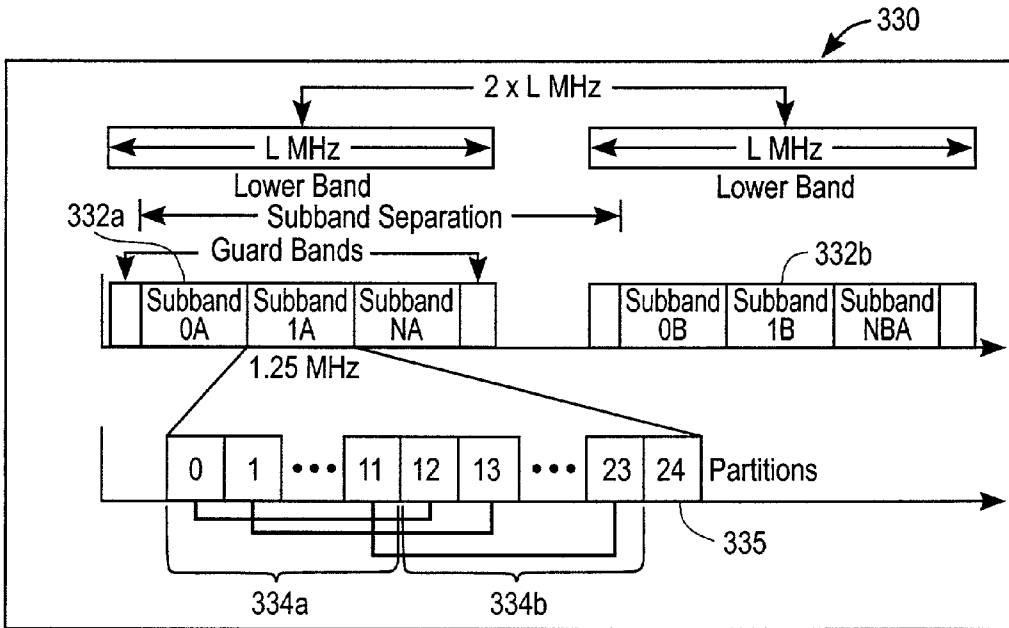 330
2 x L MHz
L MHz L MHz
Lower Band Lower Band
332a Subband Separation
Guard Bands 332b
Subband 0A Subband 1A Subband NA Subband 0B Subband 1B Subband NBA
1.25 MHz
0 1 ••• 11 12 13 ••• 23 24 Partitions
335
334a 334b